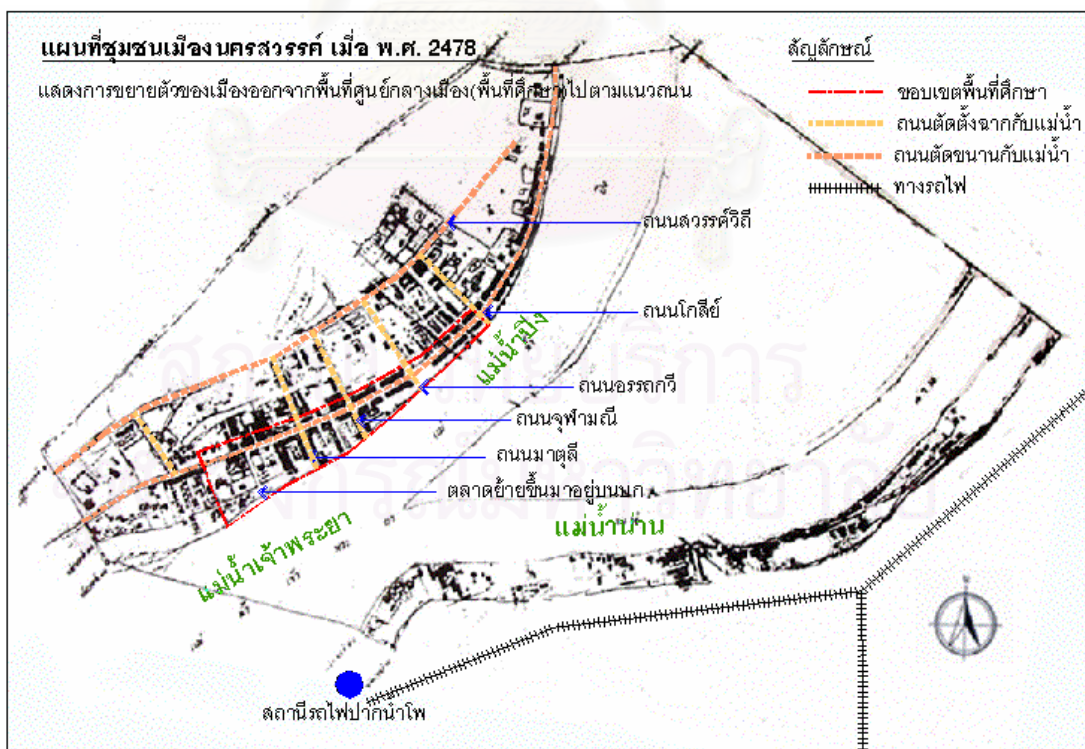 แผนที่ชุมชนเมืองนครสวรรค์ เมื่อ พ.ศ. 2478
แสดงการขยายตัวของเมืองออกจากพื้นที่ศูนย์กลางเมือง(พื้นที่ศึกษา)ไปตามแนวถนน
สัญลักษณ์
ขอบเขตพื้นที่ศึกษา
ถนนตัดตั้งฉากกับแม่น้ำ
ถนนตัดขนานกับแม่น้ำ
ทางรถไฟ
ถนนสวรรค์วิถี
ถนนโกสีย์
แม่น้ำปิง
ถนนอรรถกวี
ถนนจุฬามณี
ถนนมาตุลี
ตลาดย้ายขึ้นมาอยู่บนบก
แม่น้ำน่าน
แม่น้ำเจ้าพระยา
สถานีรถไฟปากน้ำโพ